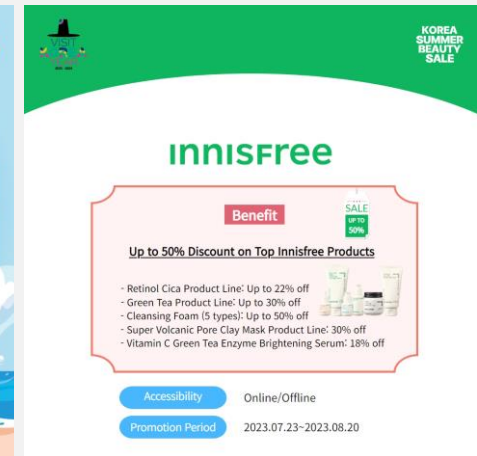 VISIT
KOREA
SUMMER
BEAUTY
SALE
INNISFree
Benefit
SALE
UP TO
50%
Up to 50% Discount on Top Innisfree Products
- Retinol Cica Product Line: Up to 22% off
- Green Tea Product Line: Up to 30% off
- Cleansing Foam (5 types): Up to 50% off
- Super Volcanic Pore Clay Mask Product Line: 30% off
- Vitamin C Green Tea Enzyme Brightening Serum: 18% off
Accessibility Online/Offline
Promotion Period 2023.07.23~2023.08.20